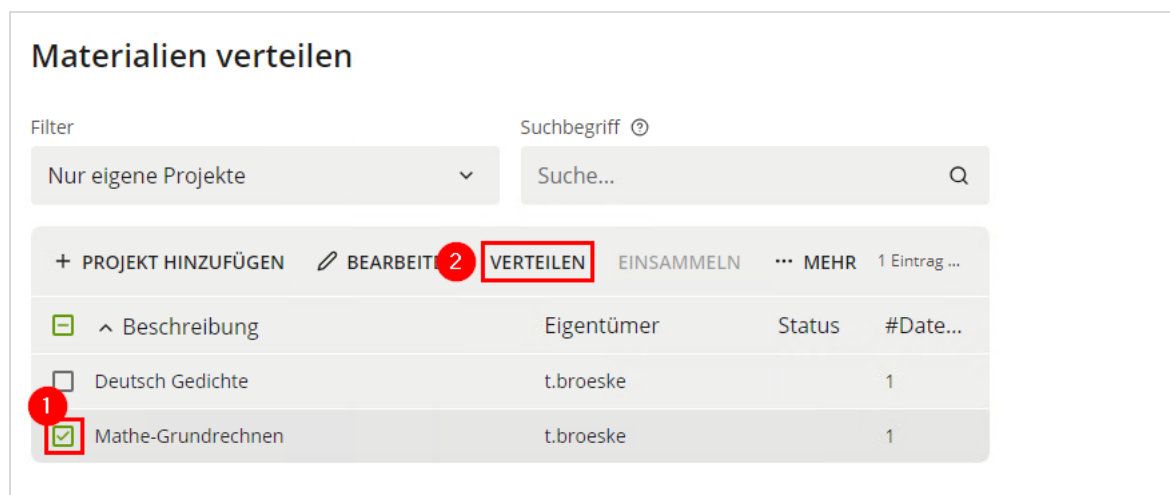 Materialien verteilen
Filter
Suchbegriff
Nur eigene Projekte
Suche...
+ PROJEKT HINZUFÜGEN BEARBEITE 2 VERTEILEN EINSAMMELN ... MEHR 1 Eintrag ...
Beschreibung Eigentümer Status #Date...
Deutsch Gedichte t.broeske 1
1
Mathe-Grundrechnen t.broeske 1